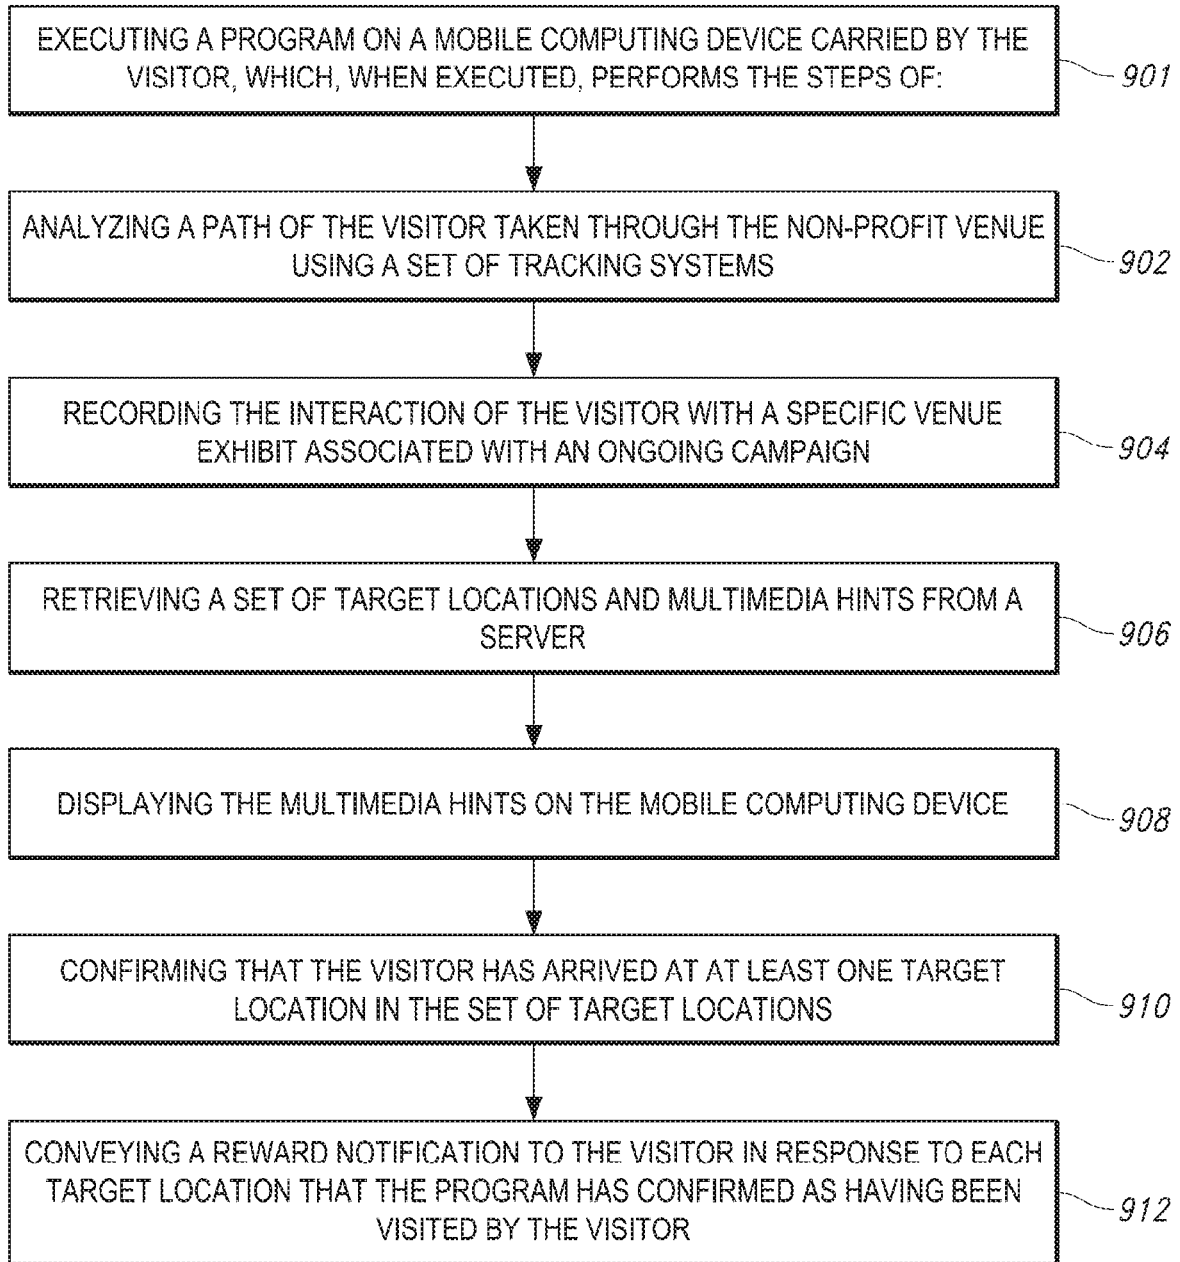 EXECUTING A PROGRAM ON A MOBILE COMPUTING DEVICE CARRIED BY THE
VISITOR, WHICH, WHEN EXECUTED, PERFORMS THE STEPS OF:
901
ANALYZING A PATH OF THE VISITOR TAKEN THROUGH THE NON-PROFIT VENUE
USING A SET OF TRACKING SYSTEMS
902
RECORDING THE INTERACTION OF THE VISITOR WITH A SPECIFIC VENUE
EXHIBIT ASSOCIATED WITH AN ONGOING CAMPAIGN
904
RETRIEVING A SET OF TARGET LOCATIONS AND MULTIMEDIA HINTS FROM A
SERVER
906
DISPLAYING THE MULTIMEDIA HINTS ON THE MOBILE COMPUTING DEVICE
908
CONFIRMING THAT THE VISITOR HAS ARRIVED AT AT LEAST ONE TARGET
LOCATION IN THE SET OF TARGET LOCATIONS
910
CONVEYING A REWARD NOTIFICATION TO THE VISITOR IN RESPONSE TO EACH
TARGET LOCATION THAT THE PROGRAM HAS CONFIRMED AS HAVING BEEN
VISITED BY THE VISITOR
912